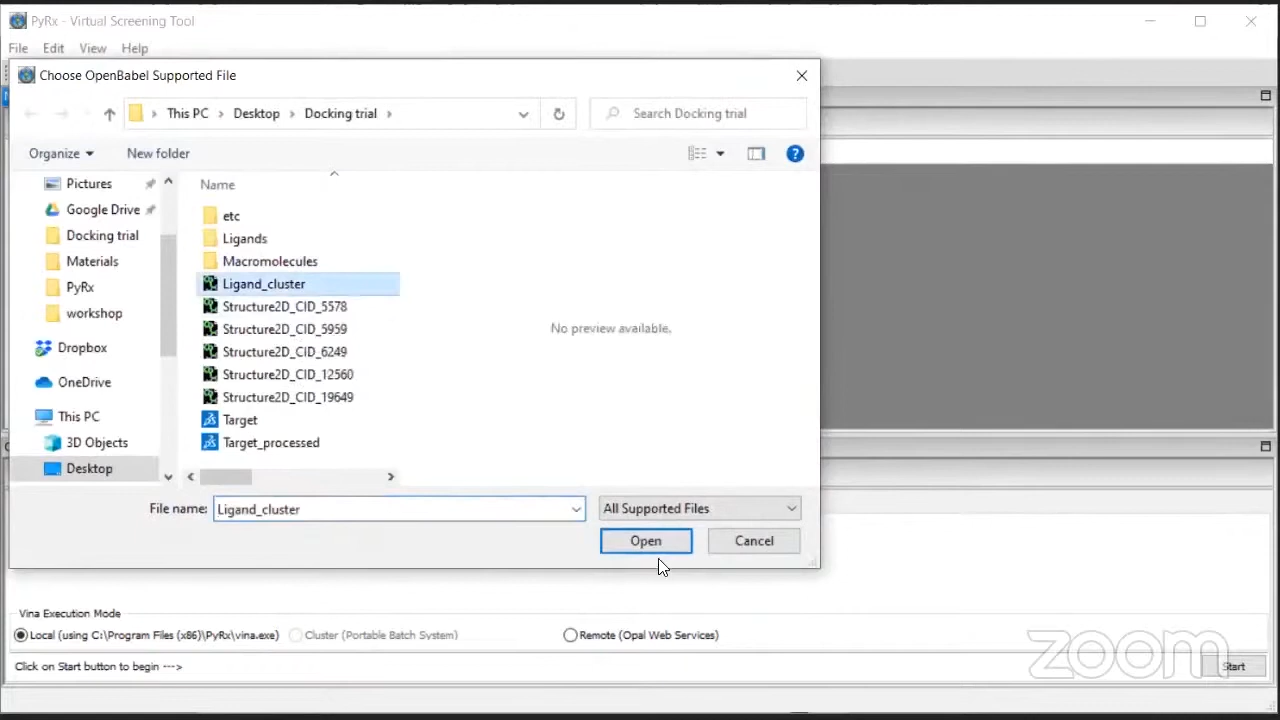 PyRx - Virtual Screening Tool
File Edit View Help
Choose OpenBabel Supported File
This PC > Desktop > Docking trial >
Search Docking trial
Organize
New folder
Pictures
Google Drive
Docking trial
Materials
PyRx
workshop
Dropbox
OneDrive
This PC
3D Objects
Desktop
Name
etc
Ligands
Macromolecules
Ligand_cluster
Structure2D_CID_5578
Structure2D_CID_5959
Structure2D_CID_6249
Structure2D_CID_12560
Structure2D_CID_19649
Target
Target_processed
No preview available.
File name: Ligand_cluster
All Supported Files
Open
Cancel
Vina Execution Mode
Local (using C:\Program Files (x86)\PyRx\vina.exe)
Cluster (Portable Batch System)
Remote (Opal Web Services)
Click on Start button to begin --->
Start
zoom